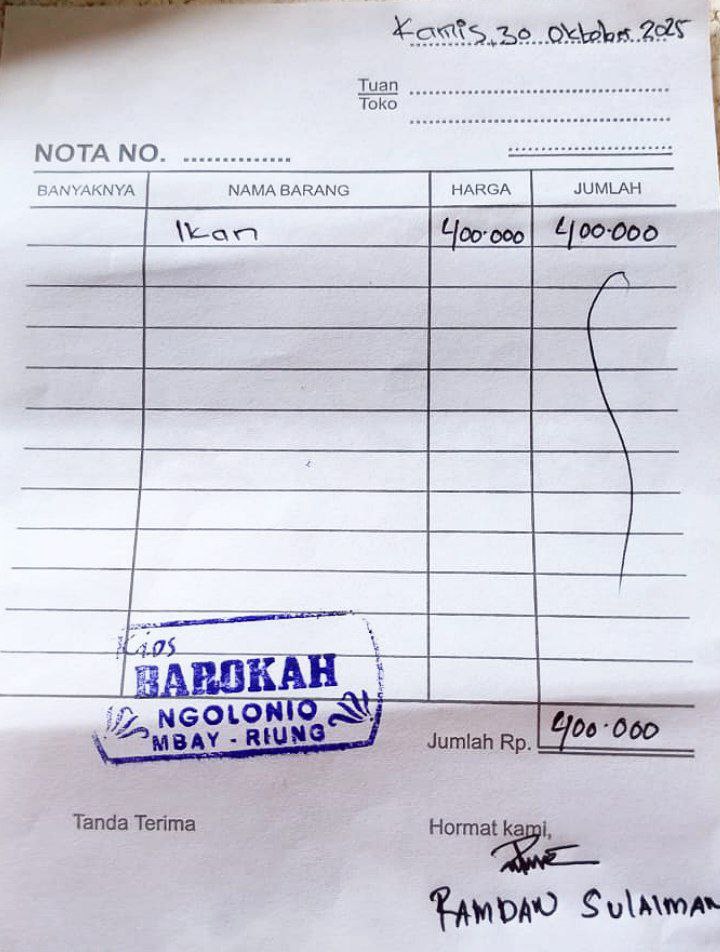 Kamis, 30 Oktober 2025
Tuan
Toko
NOTA NO.
BANYAKNYA NAMA BARANG HARGA JUMLAH
Ikan 400.000 400.000
Kios
BAROKAH
NGOLONIO
MBAY - RIUNG
Jumlah Rp. 400.000
Tanda Terima Hormat kami,
RAMDAN SULAIMAN